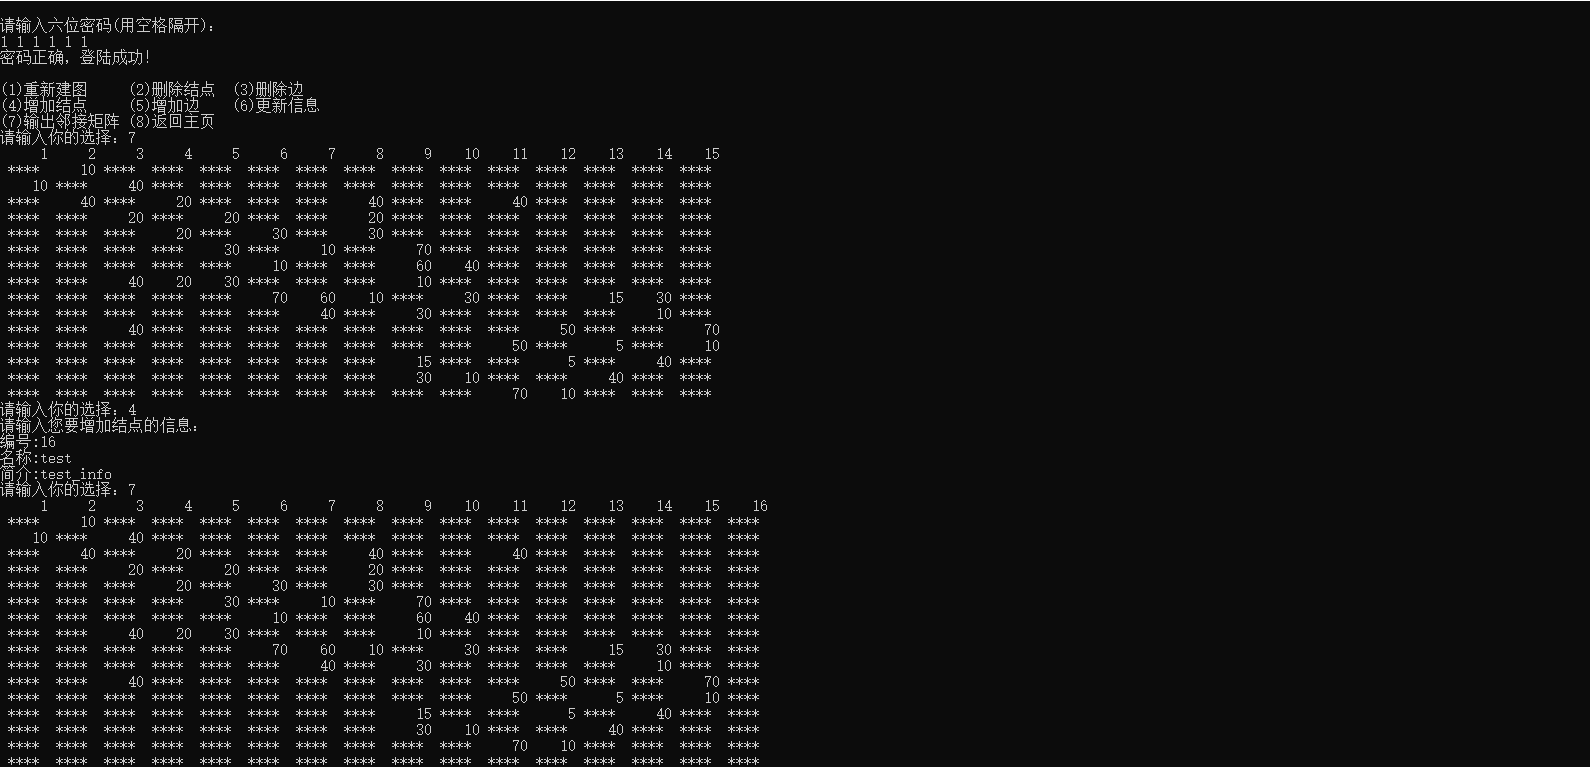 请输入六位密码(用空格隔开):
1 1 1 1 1 1
密码正确, 登陆成功!
(1)重新建图 (2)删除结点 (3)删除边
(4)增加结点 (5)增加边 (6)更新信息
(7)输出邻接矩阵 (8)返回主页
请输入你的选择: 7
1 2 3 4 5 6 7 8 9 10 11 12 13 14 15
**** 10 **** **** **** **** **** **** **** **** **** **** **** **** ****
10 **** 40 **** **** **** **** **** **** **** **** **** **** **** ****
**** 40 **** 20 **** **** **** 40 **** **** 40 **** **** **** ****
**** **** 20 **** 20 **** **** 20 **** **** **** **** **** **** ****
**** **** **** 20 **** 30 **** 30 **** **** **** **** **** **** ****
**** **** **** **** 30 **** 10 **** 70 **** **** **** **** **** ****
**** **** **** **** **** 10 **** **** 60 40 **** **** **** **** ****
**** **** 40 20 30 **** **** **** 10 **** **** **** **** **** ****
**** **** **** **** **** 70 60 10 **** 30 **** **** 15 30 ****
**** **** **** **** **** **** 40 **** 30 **** **** **** **** 10 ****
**** **** 40 **** **** **** **** **** **** **** **** 50 **** **** 70
**** **** **** **** **** **** **** **** **** **** 50 **** 5 **** 10
**** **** **** **** **** **** **** **** 15 **** **** 5 **** 40 ****
**** **** **** **** **** **** **** **** 30 10 **** **** 40 **** ****
**** **** **** **** **** **** **** **** **** **** 70 10 **** **** ****
请输入你的选择: 4
请输入您要增加结点的信息:
编号:16
名称:test
简介:test_info
请输入你的选择: 7
1 2 3 4 5 6 7 8 9 10 11 12 13 14 15 16
**** 10 **** **** **** **** **** **** **** **** **** **** **** **** **** ****
10 **** 40 **** **** **** **** **** **** **** **** **** **** **** **** ****
**** 40 **** 20 **** **** **** 40 **** **** 40 **** **** **** **** ****
**** **** 20 **** 20 **** **** 20 **** **** **** **** **** **** **** ****
**** **** **** 20 **** 30 **** 30 **** **** **** **** **** **** **** ****
**** **** **** **** 30 **** 10 **** 70 **** **** **** **** **** **** ****
**** **** **** **** **** 10 **** **** 60 40 **** **** **** **** **** ****
**** **** 40 20 30 **** **** **** 10 **** **** **** **** **** **** ****
**** **** **** **** **** 70 60 10 **** 30 **** **** 15 30 **** ****
**** **** **** **** **** **** 40 **** 30 **** **** **** **** 10 **** ****
**** **** 40 **** **** **** **** **** **** **** **** 50 **** **** 70 ****
**** **** **** **** **** **** **** **** **** **** 50 **** 5 **** 10 ****
**** **** **** **** **** **** **** **** 15 **** **** 5 **** 40 **** ****
**** **** **** **** **** **** **** **** 30 10 **** **** 40 **** **** ****
**** **** **** **** **** **** **** **** **** **** 70 10 **** **** **** ****
**** **** **** **** **** **** **** **** **** **** **** **** **** **** **** ****